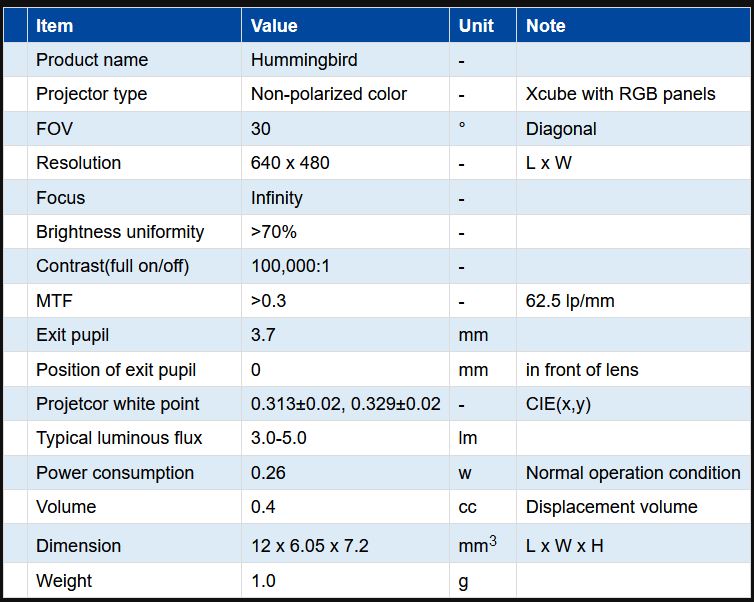 Item Value Unit Note
Product name Hummingbird -
Projector type Non-polarized color - Xcube with RGB panels
FOV 30 ° Diagonal
Resolution 640 x 480 - L x W
Focus Infinity -
Brightness uniformity >70% -
Contrast(full on/off) 100,000:1 -
MTF >0.3 - 62.5 lp/mm
Exit pupil 3.7 mm
Position of exit pupil 0 mm in front of lens
Projetcor white point 0.313±0.02, 0.329±0.02 - CIE(x,y)
Typical luminous flux 3.0-5.0 lm
Power consumption 0.26 w Normal operation condition
Volume 0.4 cc Displacement volume
Dimension 12 x 6.05 x 7.2 mm³ L x W x H
Weight 1.0 g